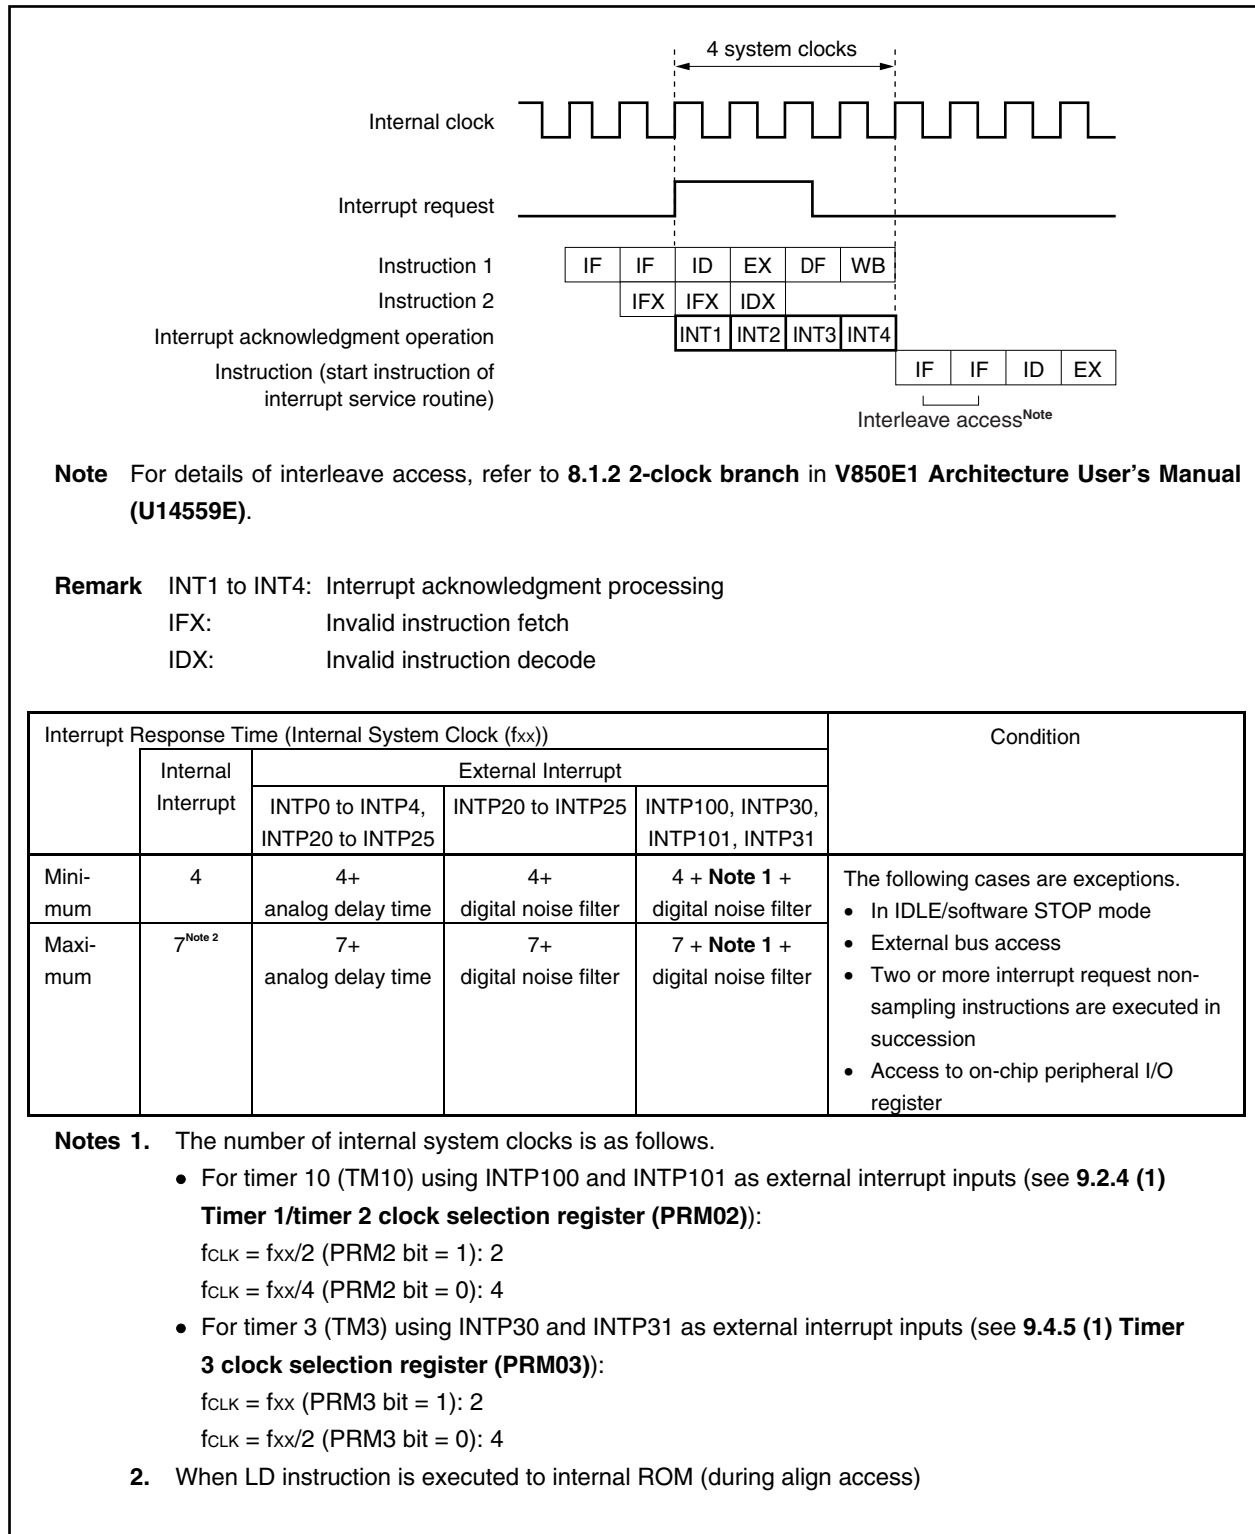 4 system clocks
Internal clock
Interrupt request
Instruction 1 IF IF ID EX DF WB
Instruction 2 IFX IFX IDX
Interrupt acknowledgment operation INT1 INT2 INT3 INT4
Instruction (start instruction of IF IF ID EX
interrupt service routine)
Interleave accessNote
Note For details of interleave access, refer to 8.1.2 2-clock branch in V850E1 Architecture User's Manual
(U14559E).
Remark INT1 to INT4: Interrupt acknowledgment processing
IFX: Invalid instruction fetch
IDX: Invalid instruction decode
Interrupt Response Time (Internal System Clock (fXX)) Condition
Internal External Interrupt
Interrupt INTP0 to INTP4, INTP20 to INTP25 INTP100, INTP30,
INTP20 to INTP25 INTP101, INTP31
Mini- 4 4+ 4+ 4 + Note 1 + The following cases are exceptions.
mum analog delay time digital noise filter digital noise filter • In IDLE/software STOP mode
Maxi- 7Note 2 7+ 7+ 7 + Note 1 + • External bus access
mum analog delay time digital noise filter digital noise filter • Two or more interrupt request non-
sampling instructions are executed in
succession
• Access to on-chip peripheral I/O
register
Notes 1. The number of internal system clocks is as follows.
• For timer 10 (TM10) using INTP100 and INTP101 as external interrupt inputs (see 9.2.4 (1)
Timer 1/timer 2 clock selection register (PRM02)):
fCLK = fXX/2 (PRM2 bit = 1): 2
fCLK = fXX/4 (PRM2 bit = 0): 4
• For timer 3 (TM3) using INTP30 and INTP31 as external interrupt inputs (see 9.4.5 (1) Timer
3 clock selection register (PRM03)):
fCLK = fXX (PRM3 bit = 1): 2
fCLK = fXX/2 (PRM3 bit = 0): 4
2. When LD instruction is executed to internal ROM (during align access)